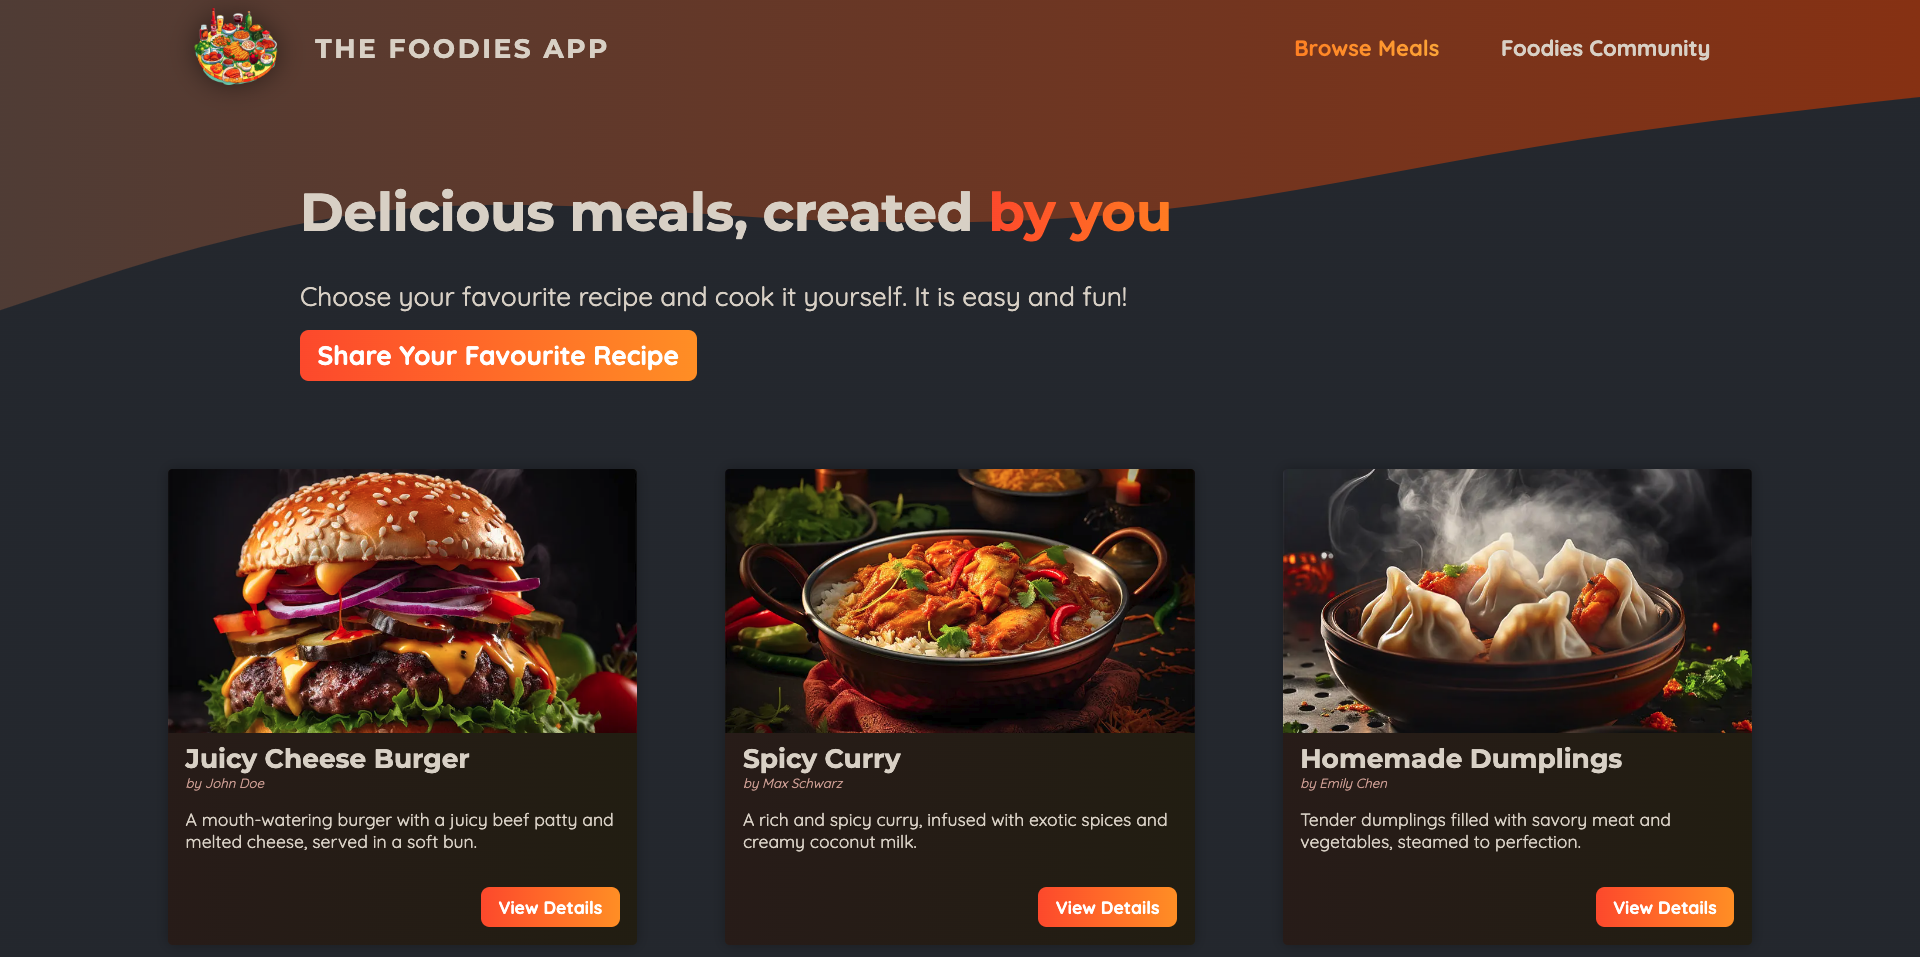 THE FOODIES APP
Browse Meals
Foodies Community
Delicious meals, created by you
Choose your favourite recipe and cook it yourself. It is easy and fun!
Share Your Favourite Recipe
Juicy Cheese Burger
by John Doe
A mouth-watering burger with a juicy beef patty and
melted cheese, served in a soft bun.
View Details
Spicy Curry
by Max Schwarz
A rich and spicy curry, infused with exotic spices and
creamy coconut milk.
View Details
Homemade Dumplings
by Emily Chen
Tender dumplings filled with savory meat and
vegetables, steamed to perfection.
View Details